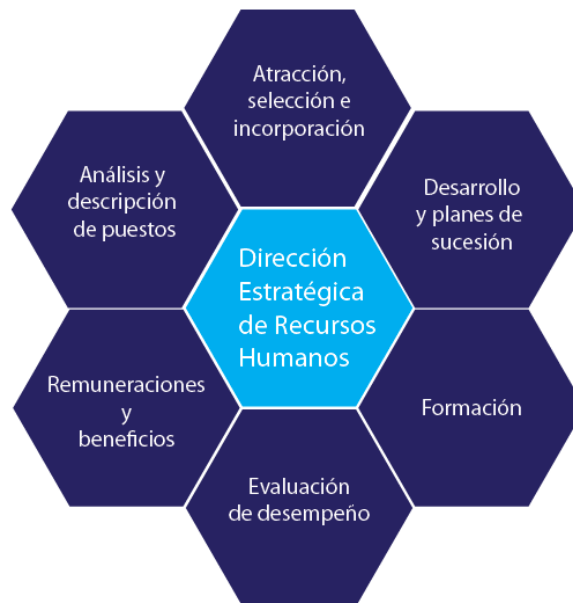 Atracción,
selección e
incorporación
Análisis y
descripción
de puestos
Desarrollo
y planes de
sucesión
Dirección
Estratégica
de Recursos
Humanos
Remuneraciones
y
beneficios
Formación
Evaluación
de desempeño